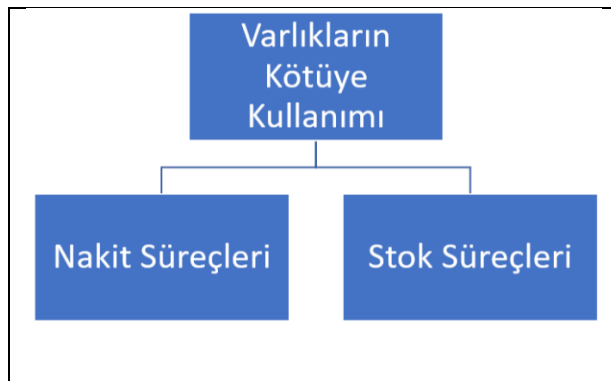 Varlıkların
Kötüye
Kullanımı
Nakit Süreçleri
Stok Süreçleri